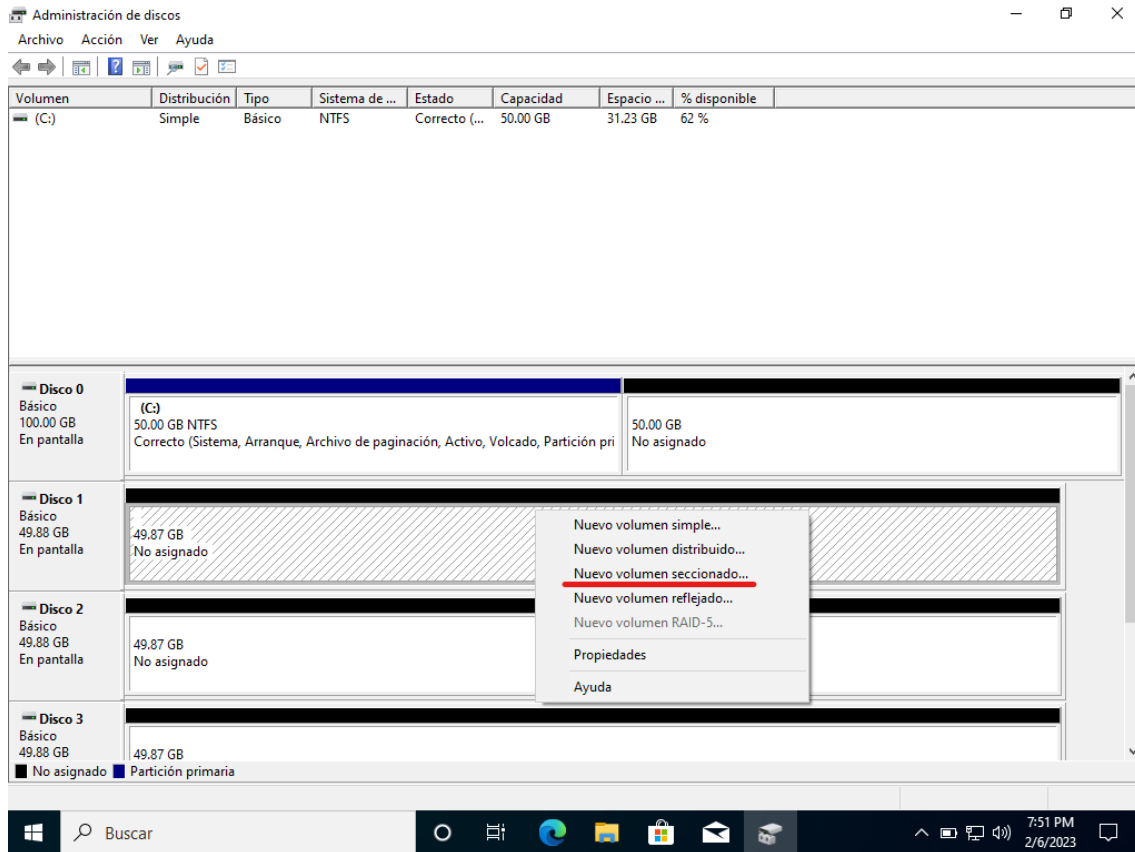 Administración de discos
Archivo Acción Ver Ayuda
Volumen Distribución Tipo Sistema de ... Estado Capacidad Espacio ... % disponible
(C:) Simple Básico NTFS Correcto (... 50.00 GB 31.23 GB 62 %
Disco 0
Básico
100.00 GB
En pantalla
(C:)
50.00 GB NTFS
Correcto (Sistema, Arranque, Archivo de paginación, Activo, Volcado, Partición pri
50.00 GB
No asignado
Disco 1
Básico
49.88 GB
En pantalla
49.87 GB
No asignado
Nuevo volumen simple...
Nuevo volumen distribuido...
Nuevo volumen seccionado...
Nuevo volumen reflejado...
Nuevo volumen RAID-5...
Propiedades
Ayuda
Disco 2
Básico
49.88 GB
En pantalla
49.87 GB
No asignado
Disco 3
Básico
49.88 GB
49.87 GB
No asignado Partición primaria
Buscar
7:51 PM
2/6/2023